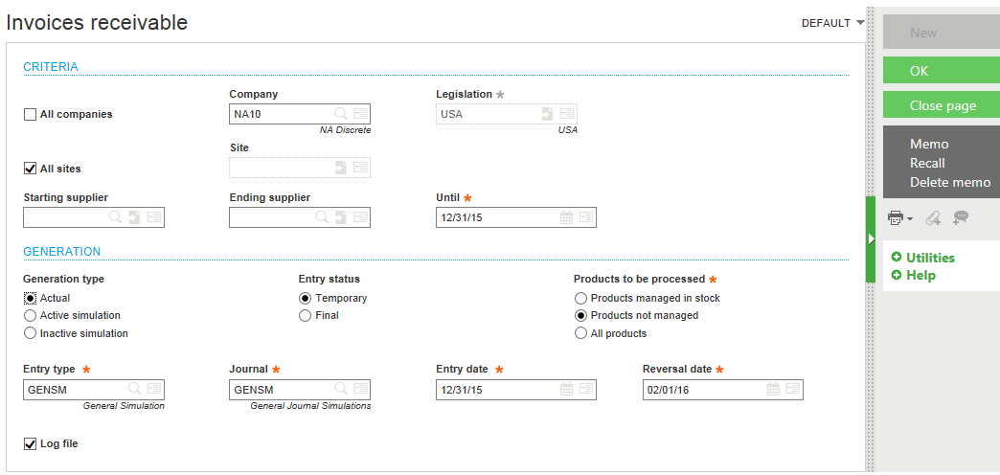 Invoices receivable
DEFAULT
CRITERIA
Company
Legislation *
All companies
NA10
USA
NA Discrete
USA
Site
All sites
Starting supplier
Ending supplier
Until *
12/31/15
GENERATION
Generation type
Entry status
Products to be processed *
Actual
Temporary
Products managed in stock
Active simulation
Final
Products not managed
Inactive simulation
All products
Entry type *
Journal *
Entry date *
Reversal date *
GENSM
GENSM
12/31/15
02/01/16
General Simulation
General Journal Simulations
Log file
New
OK
Close page
Memo
Recall
Delete memo
Utilities
Help